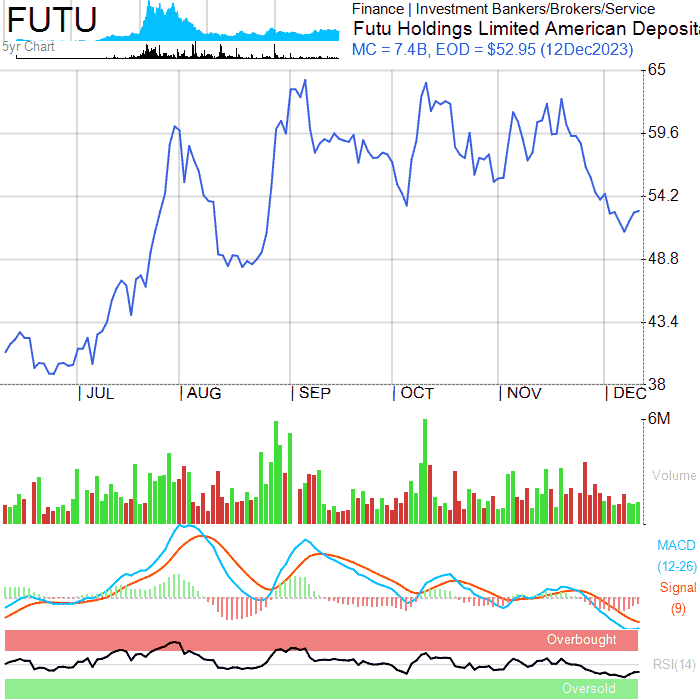 FUTU
5yr Chart
Finance | Investment Bankers/Brokers/Service
Futu Holdings Limited American Deposit
MC = 7.4B, EOD = $52.95 (12Dec2023)
65
59.6
54.2
48.8
43.4
38
JUL AUG SEP OCT NOV DEC
6M
Volume
MACD
(12-26)
Signal
(9)
Overbought
RSI(14)
Oversold